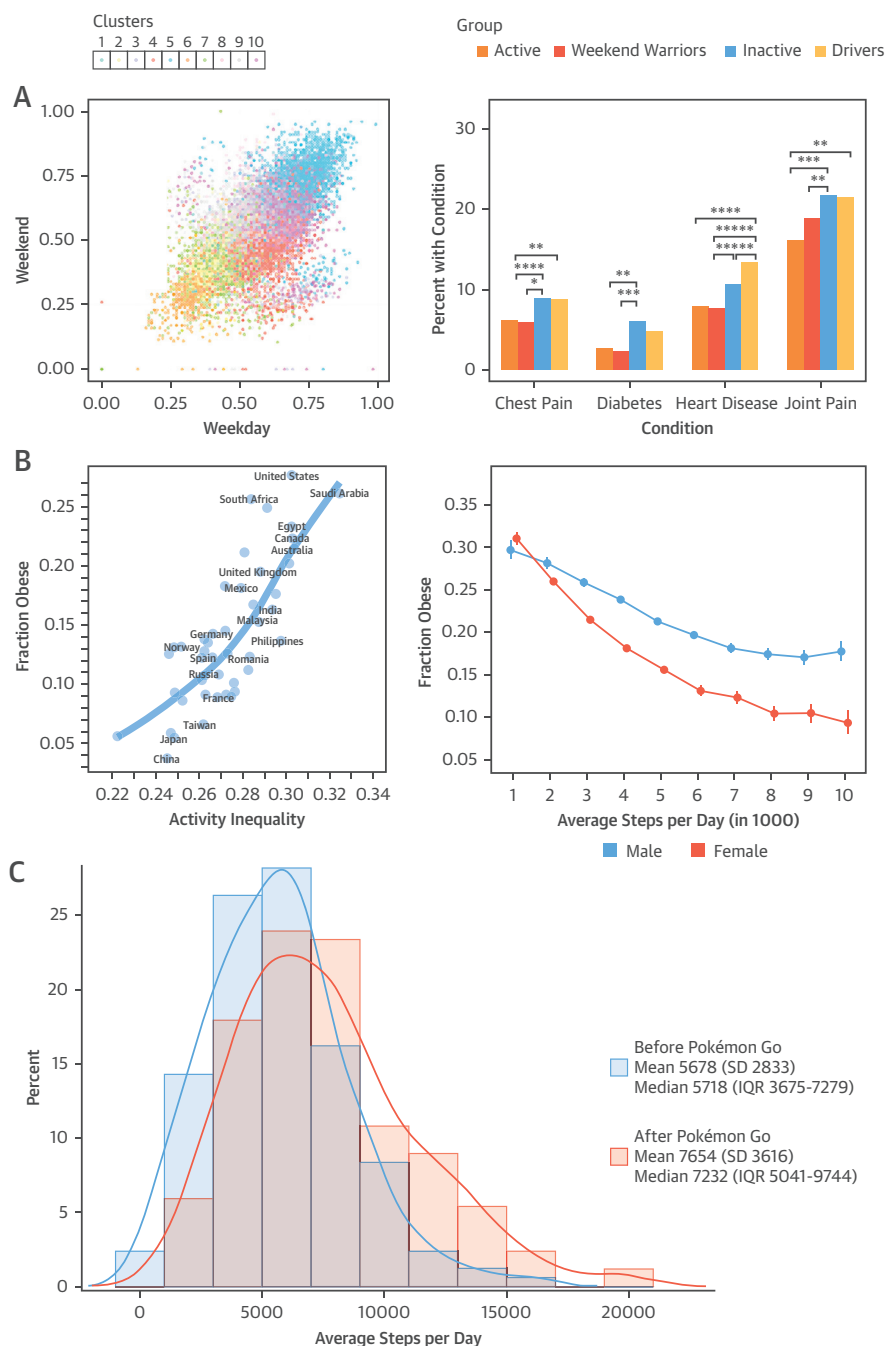 Clusters
1 2 3 4 5 6 7 8 9 10
Group
Active Weekend Warriors Inactive Drivers
A
1.00
0.75
0.50
0.25
0.00
Weekend
0.00 0.25 0.50 0.75 1.00
Weekday
30
20
10
0
Percent with Condition
**
****
*
**
***
****
*****
*****
**
***
**
Chest Pain Diabetes Heart Disease Joint Pain
Condition
B
0.25
0.20
0.15
0.10
0.05
Fraction Obese
United States
South Africa
Saudi Arabia
Egypt
Canada
Australia
United Kingdom
Mexico
India
Malaysia
Germany
Philippines
Norway
Spain
Romania
Russia
France
Taiwan
Japan
China
0.22 0.24 0.26 0.28 0.30 0.32 0.34
Activity Inequality
0.35
0.30
0.25
0.20
0.15
0.10
0.05
Fraction Obese
1 2 3 4 5 6 7 8 9 10
Average Steps per Day (in 1000)
Male Female
C
25
20
15
10
5
0
Percent
0 5000 10000 15000 20000
Average Steps per Day
Before Pokémon Go
Mean 5678 (SD 2833)
Median 5718 (IQR 3675-7279)
After Pokémon Go
Mean 7654 (SD 3616)
Median 7232 (IQR 5041-9744)